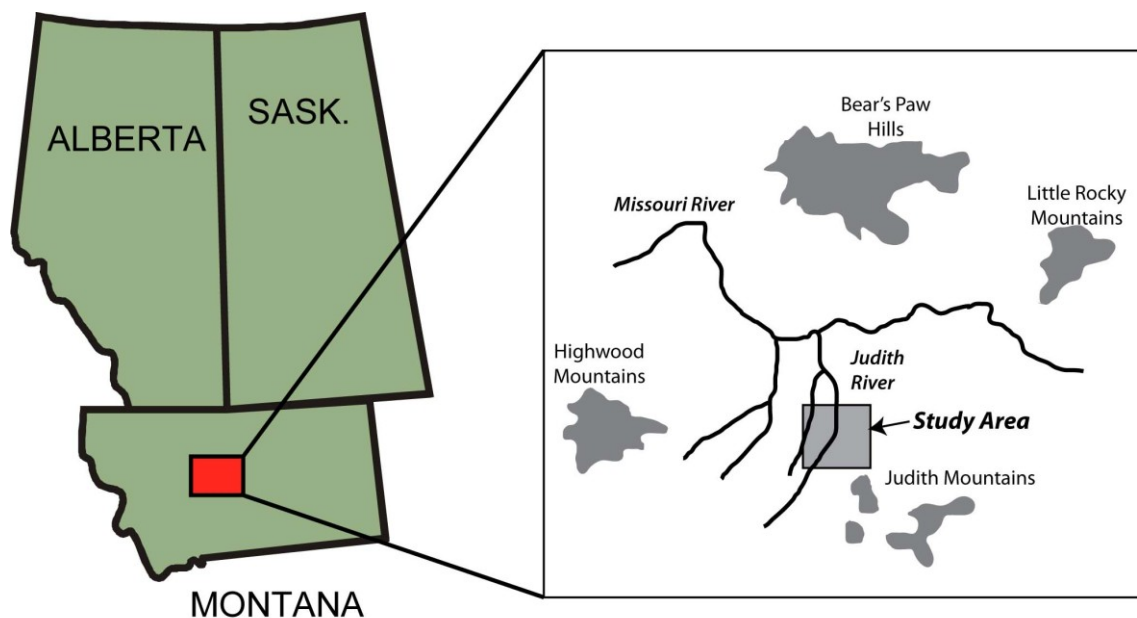 ALBERTA
SASK.
MONTANA
Bear's Paw
Hills
Missouri River
Little Rocky
Mountains
Highwood
Mountains
Judith
River
Study Area
Judith Mountains